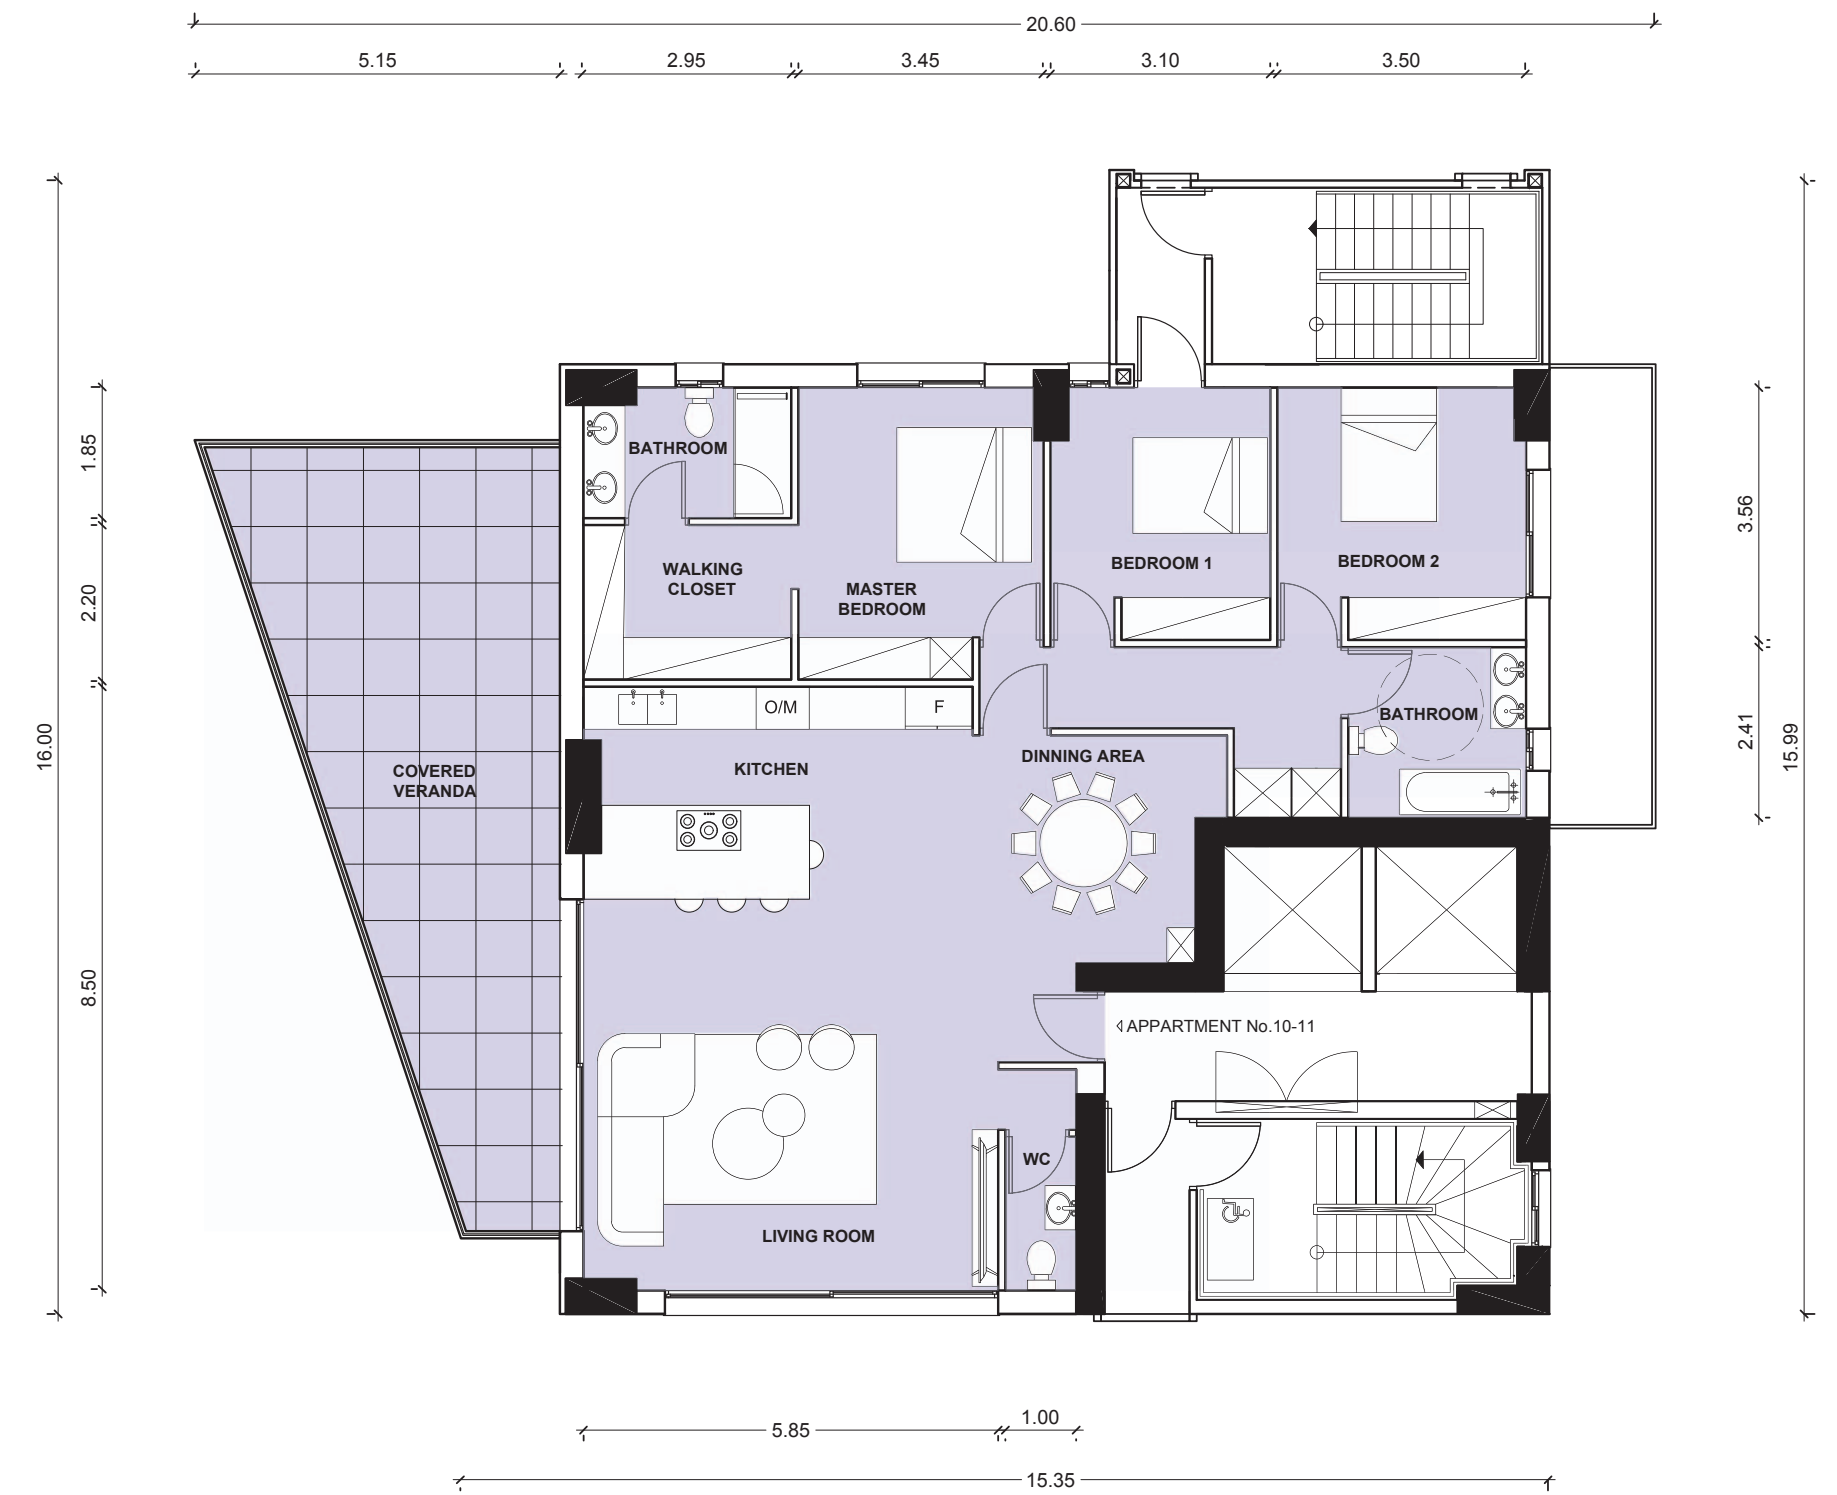 20.60
5.15
2.95
3.45
3.10
3.50
BATHROOM
1.85
3.56
WALKING
CLOSET
MASTER
BEDROOM
BEDROOM 1
BEDROOM 2
2.20
O/M
F
BATHROOM
16.00
2.41
15.99
COVERED
VERANDA
KITCHEN
DINNING AREA
8.50
APPARTMENT No.10-11
WC
LIVING ROOM
5.85
1.00
15.35